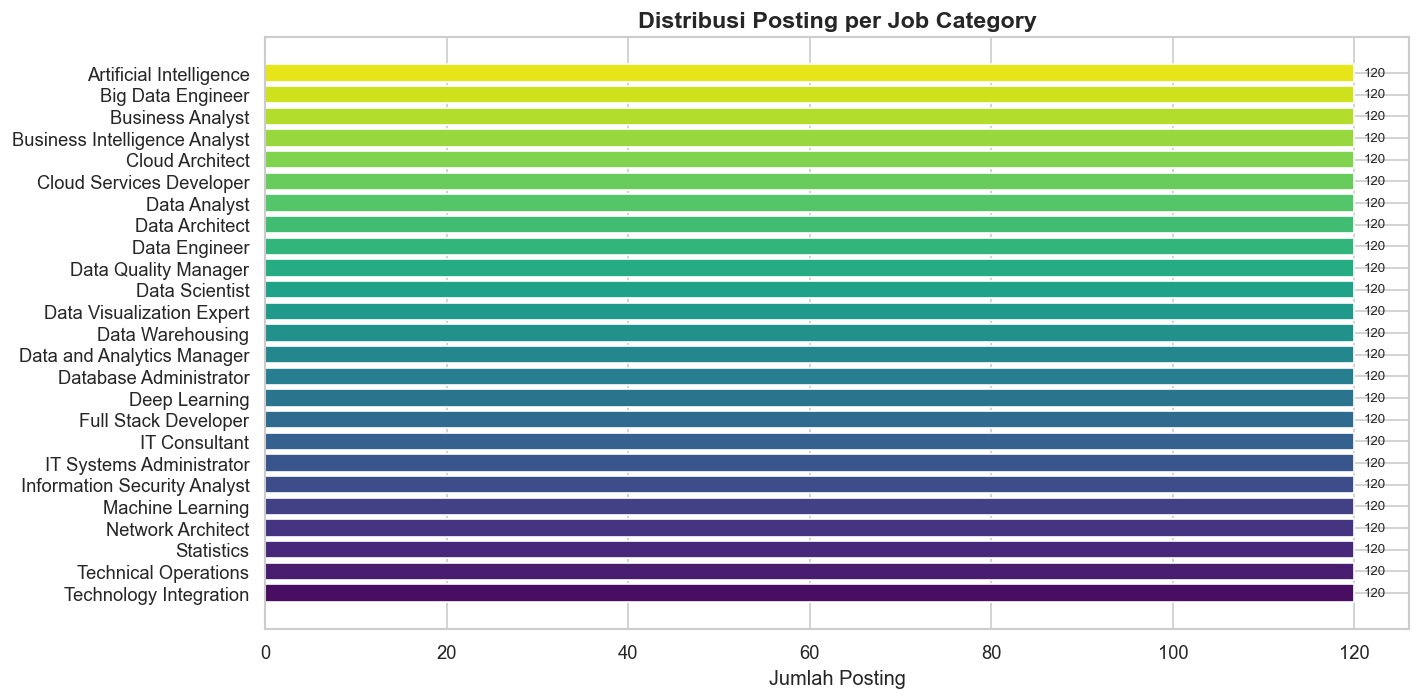 Distribusi Posting per Job Category
Artificial Intelligence 120
Big Data Engineer 120
Business Analyst 120
Business Intelligence Analyst 120
Cloud Architect 120
Cloud Services Developer 120
Data Analyst 120
Data Architect 120
Data Engineer 120
Data Quality Manager 120
Data Scientist 120
Data Visualization Expert 120
Data Warehousing 120
Data and Analytics Manager 120
Database Administrator 120
Deep Learning 120
Full Stack Developer 120
IT Consultant 120
IT Systems Administrator 120
Information Security Analyst 120
Machine Learning 120
Network Architect 120
Statistics 120
Technical Operations 120
Technology Integration 120
0 20 40 60 80 100 120
Jumlah Posting